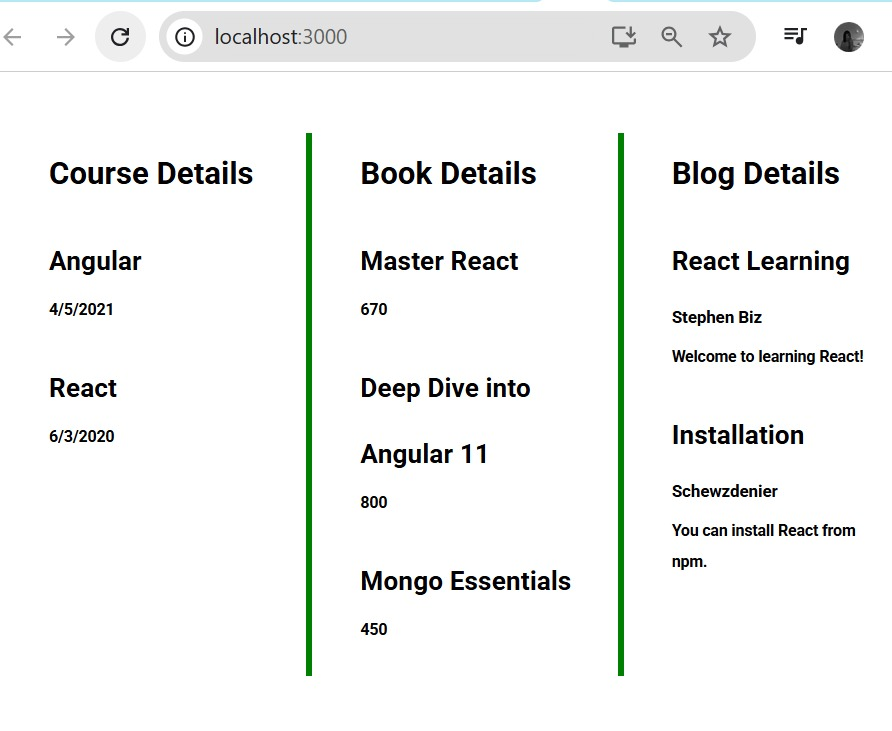 localhost:3000
Course Details
Angular
4/5/2021
React
6/3/2020
Book Details
Master React
670
Deep Dive into
Angular 11
800
Mongo Essentials
450
Blog Details
React Learning
Stephen Biz
Welcome to learning React!
Installation
Schewzdenier
You can install React from
npm.